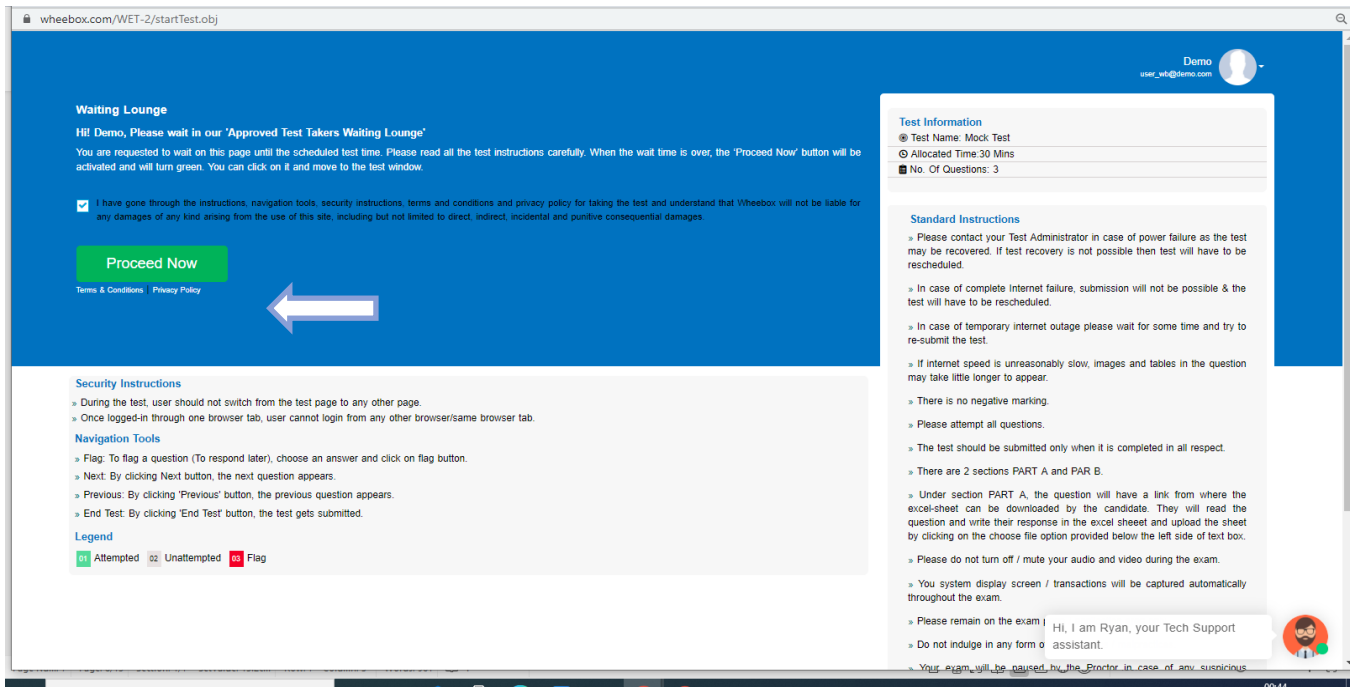 wheebox.com/WET-2/startTest.obj
Demo
user_wb@demo.com
Waiting Lounge
Hi! Demo, Please wait in our 'Approved Test Takers Waiting Lounge'
You are requested to wait on this page until the scheduled test time. Please read all the test instructions carefully. When the wait time is over, the 'Proceed Now' button will be
activated and will turn green. You can click on it and move to the test window.
I have gone through the instructions, navigation tools, security instructions, terms and conditions and privacy policy for taking the test and understand that Wheebox will not be liable for
any damages of any kind arising from the use of this site, including but not limited to direct, indirect, incidental and punitive consequential damages.
Proceed Now
Terms & Conditions | Privacy Policy
Security Instructions
» During the test, user should not switch from the test page to any other page.
» Once logged-in through one browser tab, user cannot login from any other browser/same browser tab.
Navigation Tools
» Flag: To flag a question (To respond later), choose an answer and click on flag button.
» Next: By clicking Next button, the next question appears.
» Previous: By clicking 'Previous' button, the previous question appears.
» End Test: By clicking 'End Test' button, the test gets submitted.
Legend
01 Attempted 02 Unattempted 03 Flag
Test Information
Test Name: Mock Test
Allocated Time:30 Mins
No. Of Questions: 3
Standard Instructions
» Please contact your Test Administrator in case of power failure as the test
may be recovered. If test recovery is not possible then test will have to be
rescheduled.
» In case of complete Internet failure, submission will not be possible & the
test will have to be rescheduled.
» In case of temporary internet outage please wait for some time and try to
re-submit the test.
» If internet speed is unreasonably slow, images and tables in the question
may take little longer to appear.
» There is no negative marking.
» Please attempt all questions.
» The test should be submitted only when it is completed in all respect.
» There are 2 sections PART A and PAR B.
» Under section PART A, the question will have a link from where the
excel-sheet can be downloaded by the candidate. They will read the
question and write their response in the excel sheeet and upload the sheet
by clicking on the choose file option provided below the left side of text box.
» Please do not turn off / mute your audio and video during the exam.
» You system display screen / transactions will be captured automatically
throughout the exam.
» Please remain on the exam
» Do not indulge in any form
» Your exam will be paused by the Proctor in case of any suspicious
Hi, I am Ryan, your Tech Support
assistant.